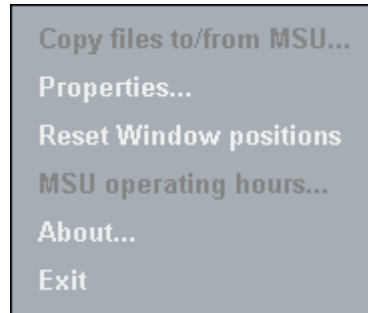 Copy files to/from MSU...
Properties...
Reset Window positions
MSU operating hours...
About...
Exit